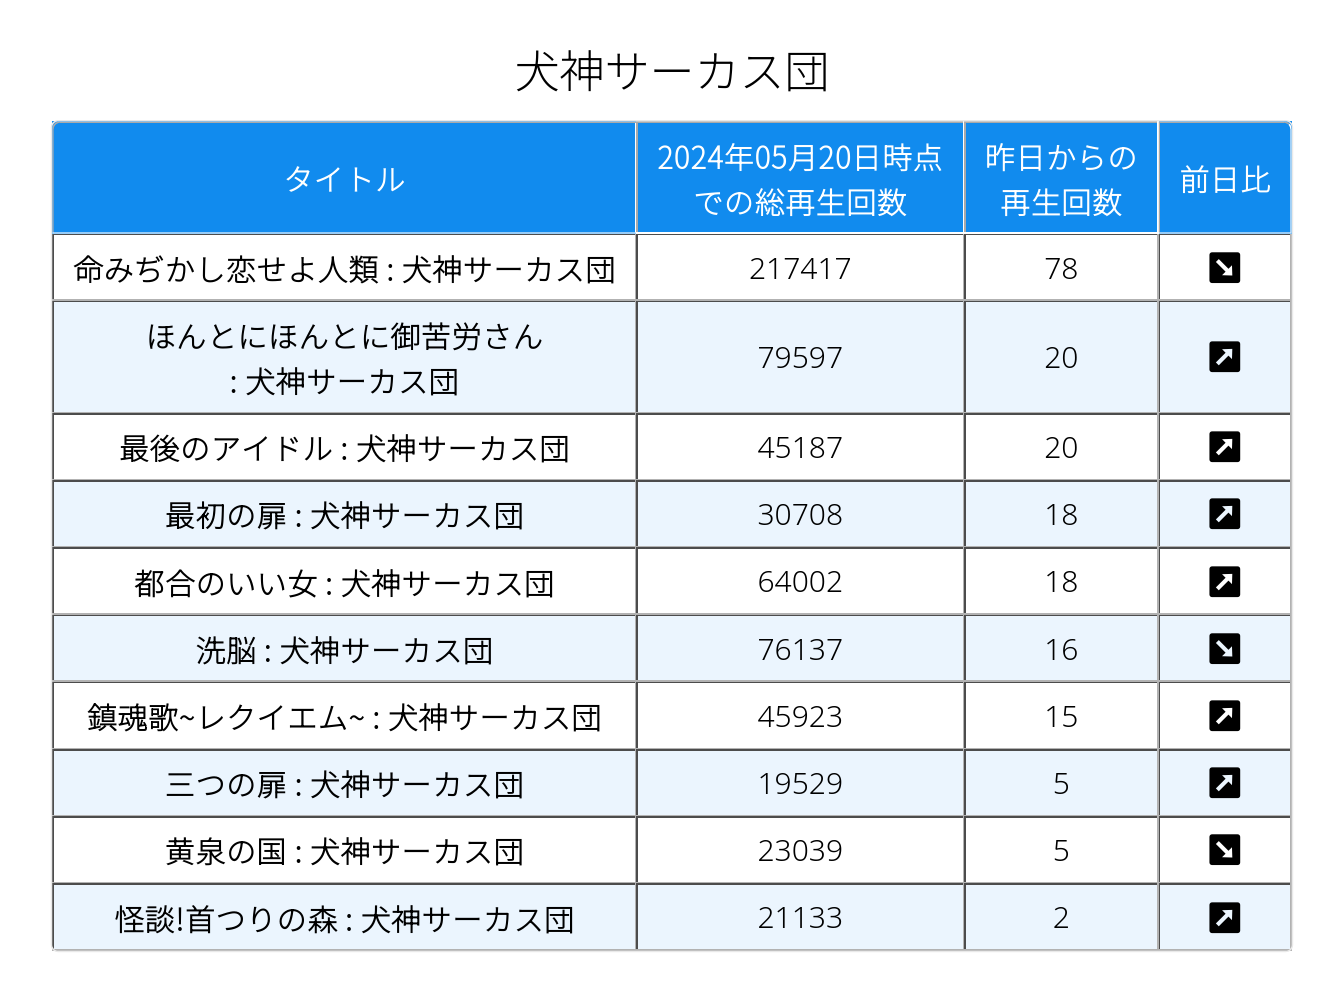 犬神サーカス団
タイトル
2024年05月20日時点
での総再生回数
昨日からの
再生回数
前日比
命みぢかし恋せよ人類 : 犬神サーカス団
217417
78
↘
ほんとにほんとに御苦労さん
: 犬神サーカス団
79597
20
↗
最後のアイドル : 犬神サーカス団
45187
20
↗
最初の扉 : 犬神サーカス団
30708
18
↗
都合のいい女 : 犬神サーカス団
64002
18
↗
洗脳 : 犬神サーカス団
76137
16
↘
鎮魂歌~レクイエム~ : 犬神サーカス団
45923
15
↗
三つの扉 : 犬神サーカス団
19529
5
↗
黄泉の国 : 犬神サーカス団
23039
5
↘
怪談!首つりの森 : 犬神サーカス団
21133
2
↗